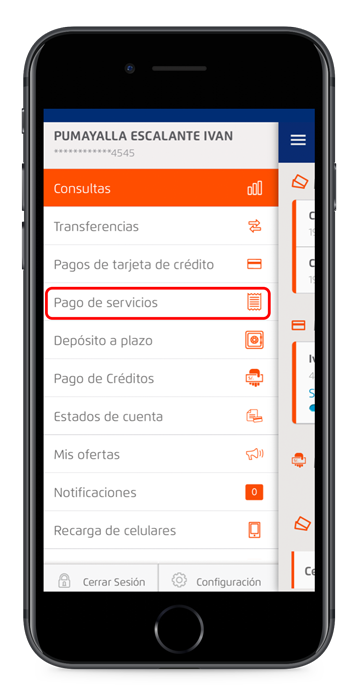 PUMAYALLA ESCALANTE IVAN
************4545
Consultas
Transferencias
Pagos de tarjeta de crédito
Pago de servicios
Depósito a plazo
Pago de Créditos
Estados de cuenta
Mis ofertas
Notificaciones 0
Recarga de celulares
Cerrar Sesión
Configuración